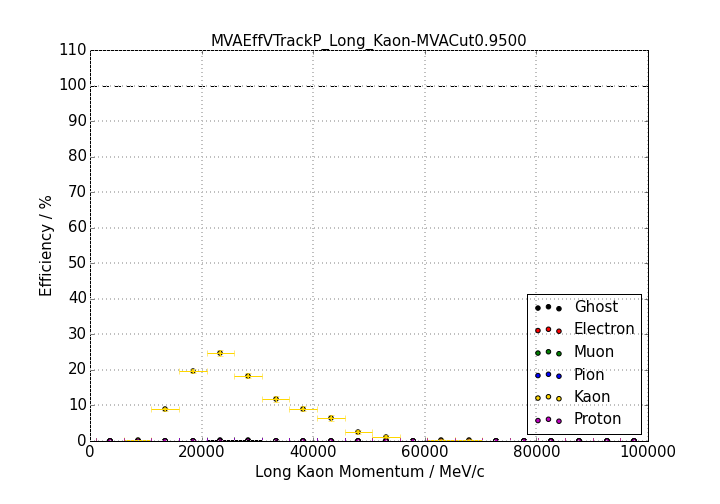 MVAEffVTrackP_Long_Kaon-MVACut0.9500
110
100
90
80
70
60
50
40
30
20
10
0
Efficiency / %
Ghost
Electron
Muon
Pion
Kaon
Proton
0 20000 40000 60000 80000 100000
Long Kaon Momentum / MeV/c